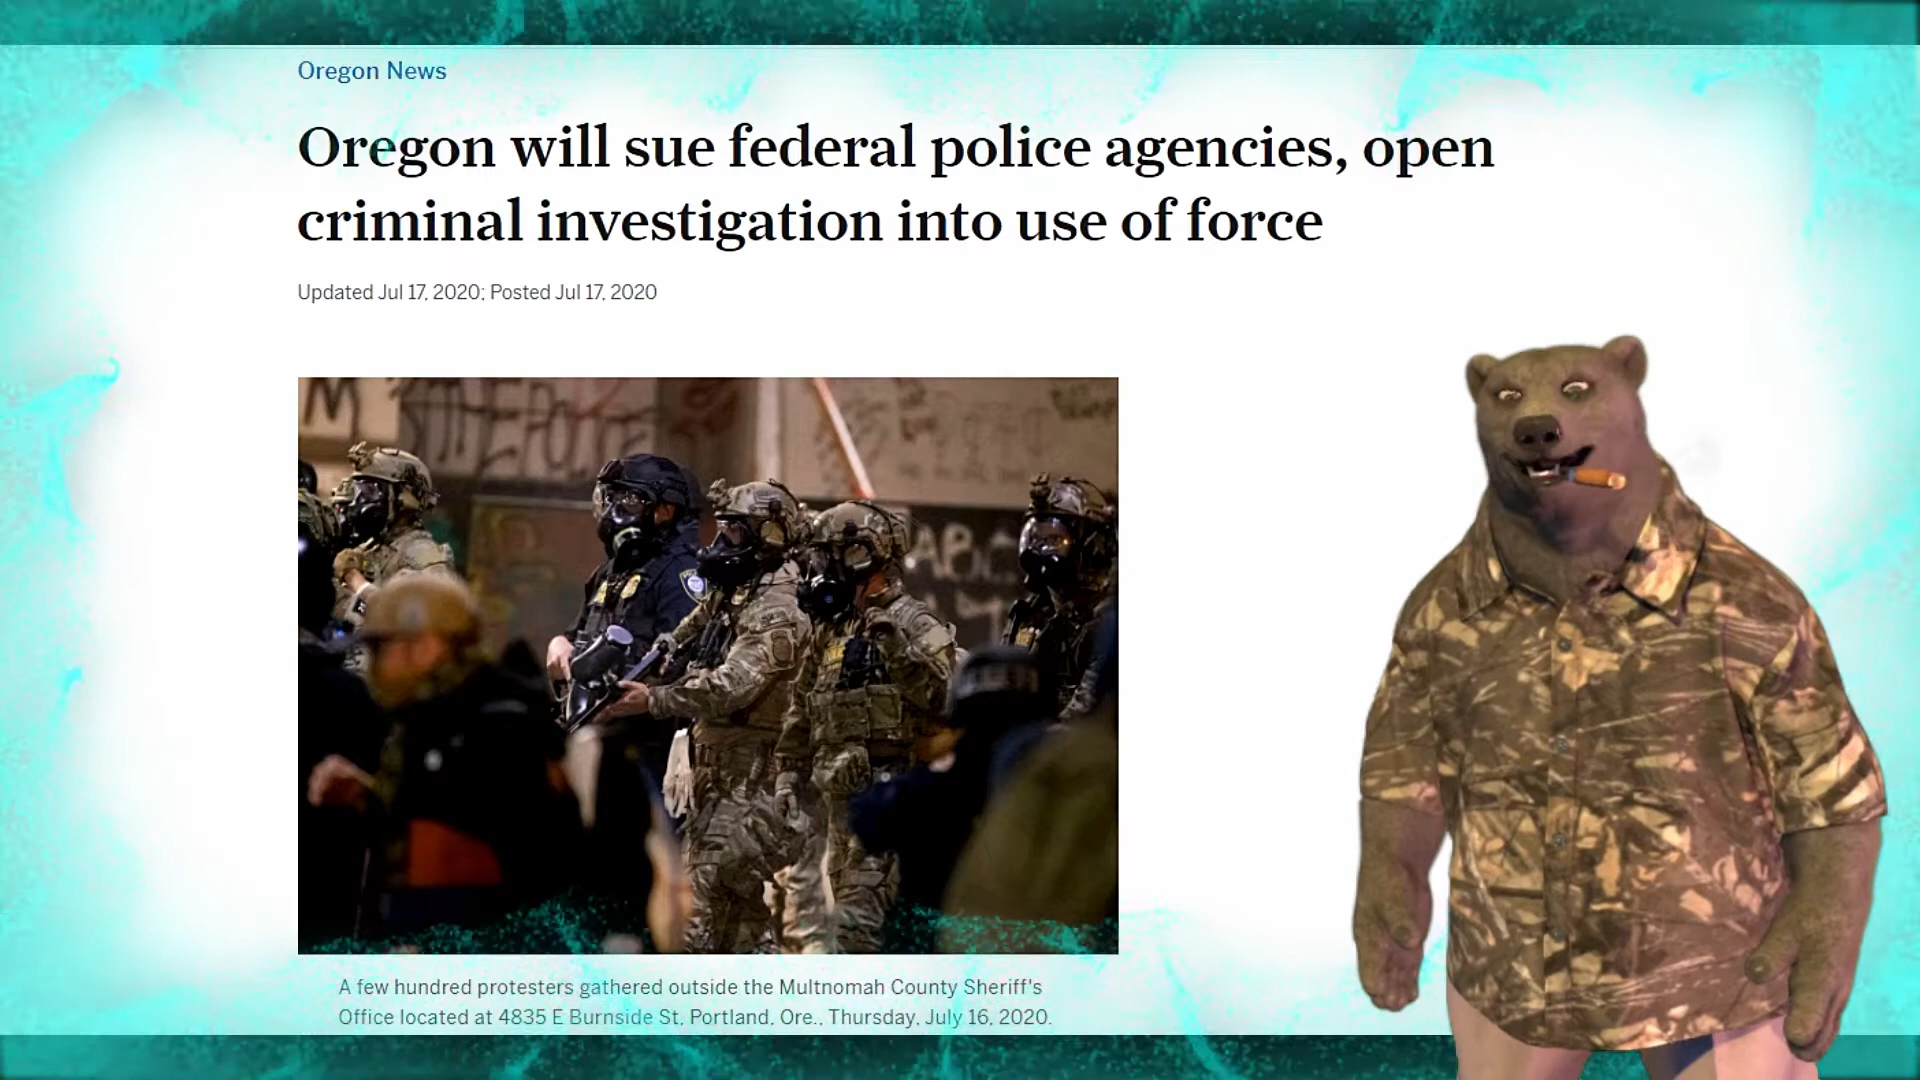 Oregon News
Oregon will sue federal police agencies, open
criminal investigation into use of force
Updated Jul 17, 2020; Posted Jul 17, 2020
A few hundred protesters gathered outside the Multnomah County Sheriff's
Office located at 4835 E Burnside St, Portland, Ore., Thursday, July 16, 2020.